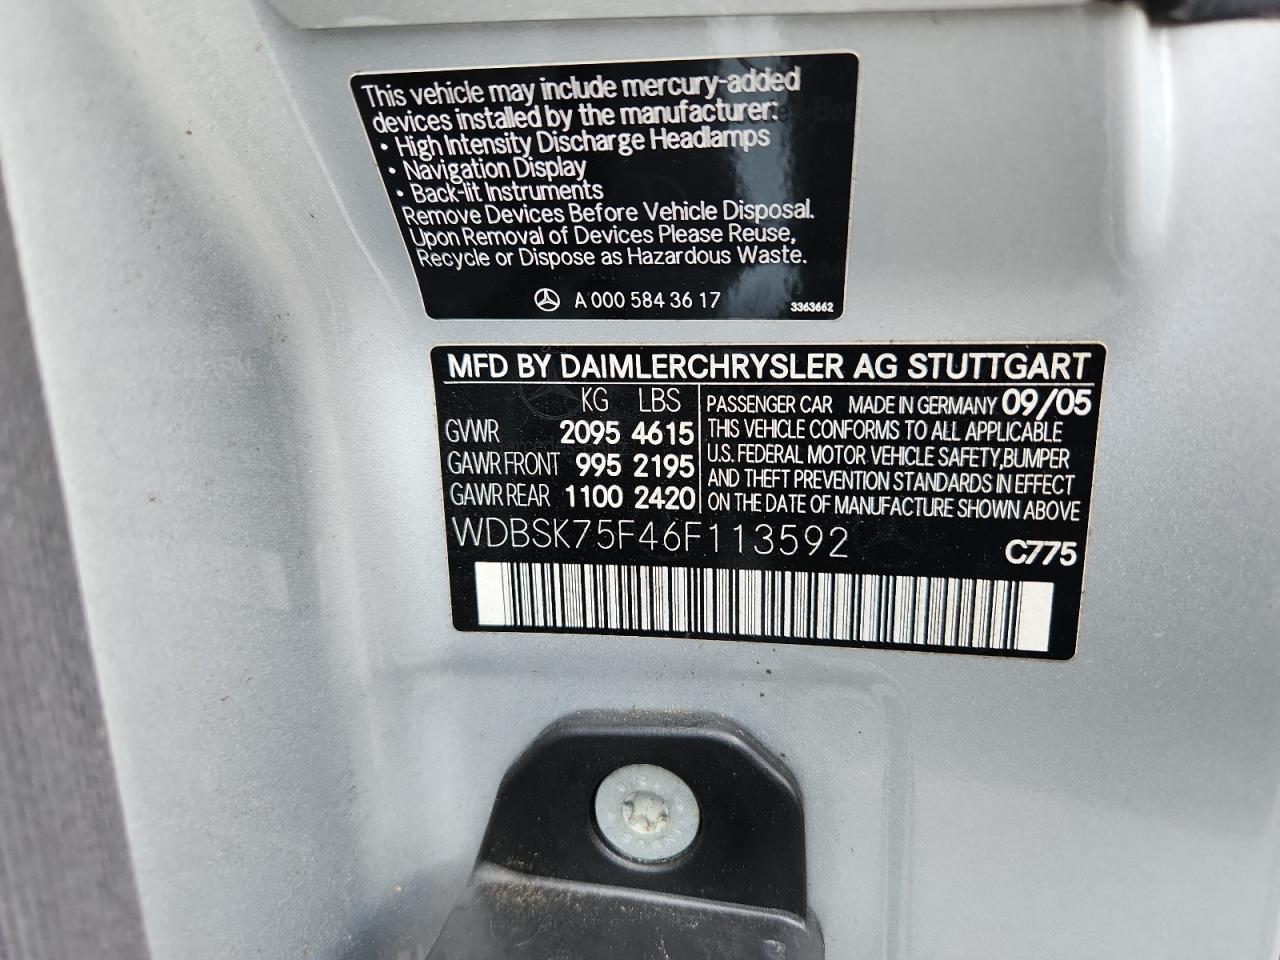 This vehicle may include mercury-added
devices installed by the manufacturer:
• High Intensity Discharge Headlamps
• Navigation Display
• Back-lit Instruments
Remove Devices Before Vehicle Disposal.
Upon Removal of Devices Please Reuse,
Recycle or Dispose as Hazardous Waste.
A 000 584 36 17 3363662
MFD BY DAIMLERCHRYSLER AG STUTTGART
KG LBS
GVWR 2095 4615
GAWR FRONT 995 2195
GAWR REAR 1100 2420
PASSENGER CAR MADE IN GERMANY 09/05
THIS VEHICLE CONFORMS TO ALL APPLICABLE
U.S. FEDERAL MOTOR VEHICLE SAFETY,BUMPER
AND THEFT PREVENTION STANDARDS IN EFFECT
ON THE DATE OF MANUFACTURE SHOWN ABOVE
WDBSK75F46F113592 C775